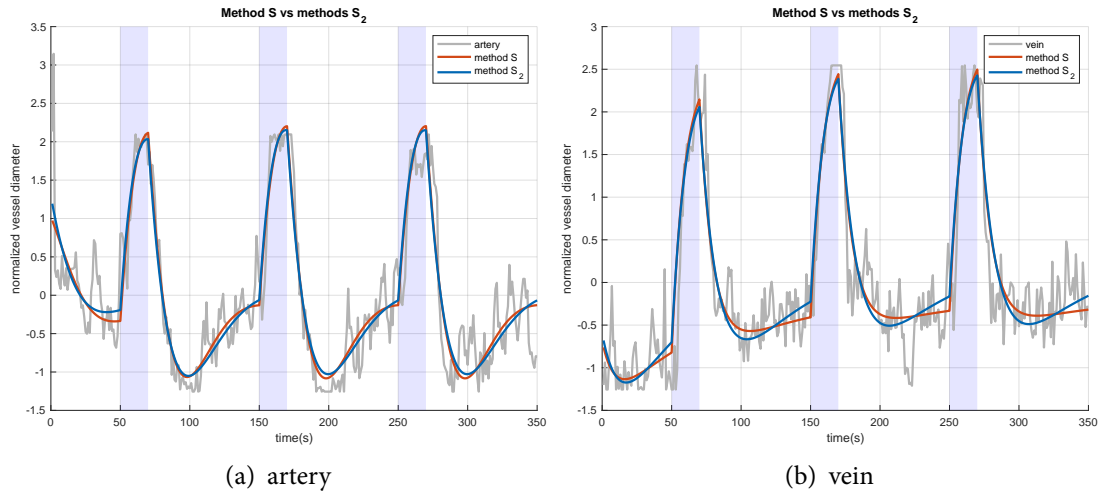 Method S vs methods S2
artery
method S
method S2
normalized vessel diameter
3.5
3
2.5
2
1.5
1
0.5
0
-0.5
-1
-1.5
0 50 100 150 200 250 300 350
time(s)
(a) artery
Method S vs methods S2
vein
method S
method S2
normalized vessel diameter
3
2.5
2
1.5
1
0.5
0
-0.5
-1
-1.5
0 50 100 150 200 250 300 350
time(s)
(b) vein